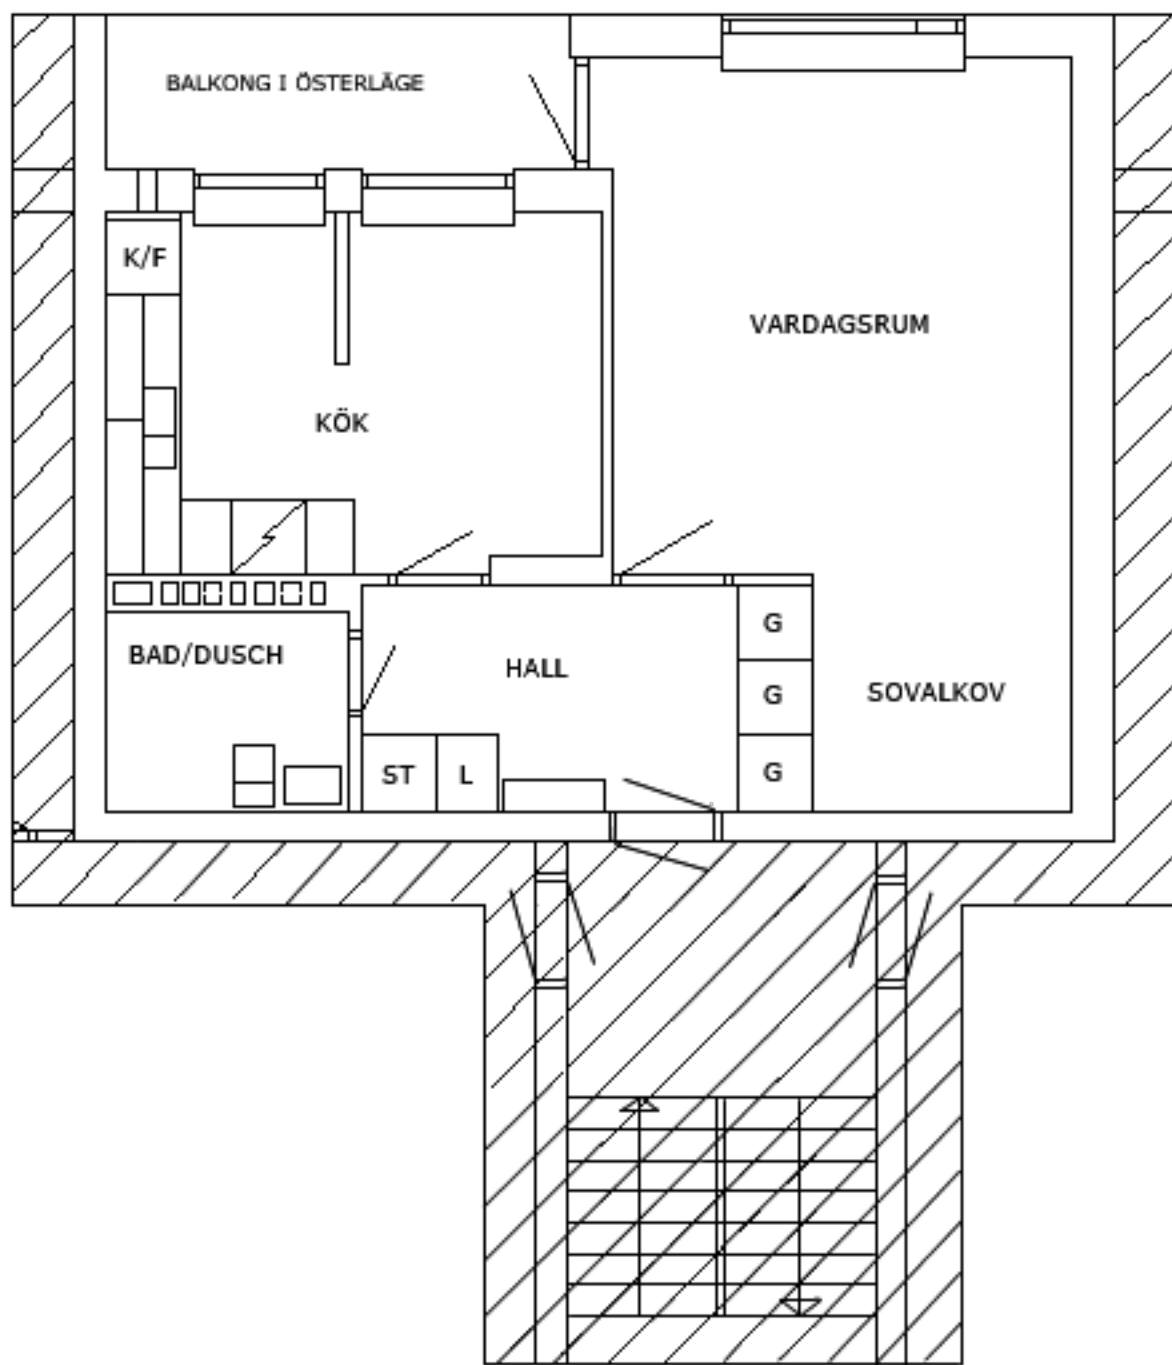 BALKONG I ÖSTERLÄGE
K/F
VARDAGSRUM
KÖK
G
BAD/DUSCH
HALL
G
SOVALKOV
ST
L
G